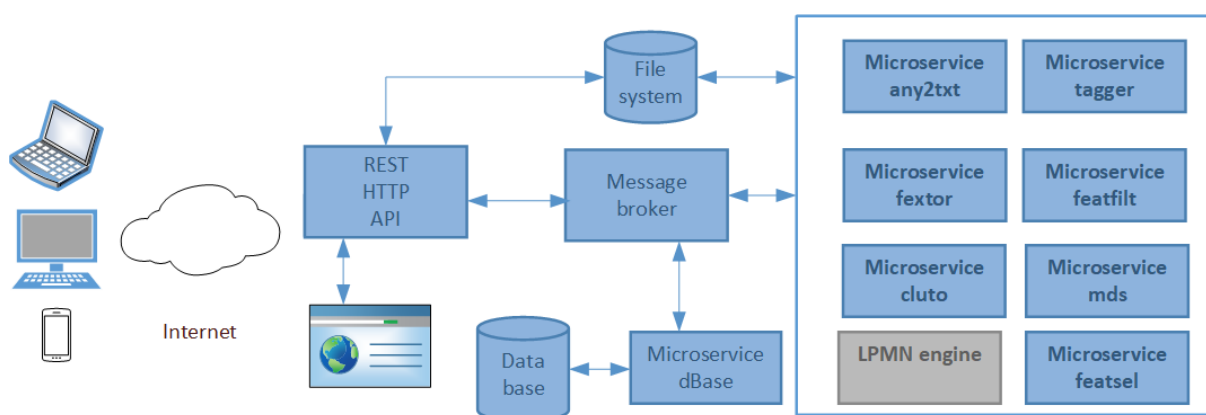 File
system
REST
HTTP
API
Message
broker
Internet
Data
base
Microservice
dBase
Microservice
any2txt
Microservice
tagger
Microservice
fextor
Microservice
featfilt
Microservice
cluto
Microservice
mds
LPMN engine
Microservice
featsel